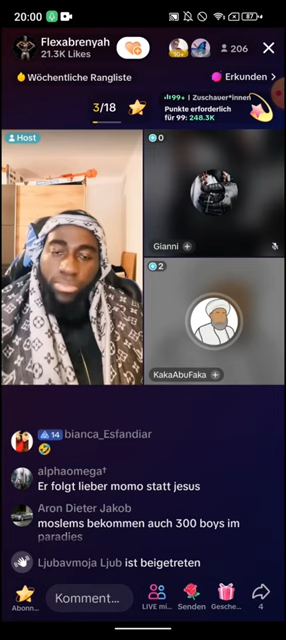 20:00
87
Flexabrenyah
21.3K Likes
206
Wöchentliche Rangliste
Erkunden >
3/18
99+ | Zuschauer*innen
Punkte erforderlich
für 99: 248.3K
Host
0
Gianni
2
KakaAbuFaka
14 bianca_Esfandiar
🤣
alphaomega†
Er folgt lieber momo statt jesus
Aron Dieter Jakob
moslems bekommen auch 300 boys im
paradies
Ljubavmoja Ljub ist beigetreten
Abonn...
Komment...
LIVE mi...
Senden
Gesche...
4